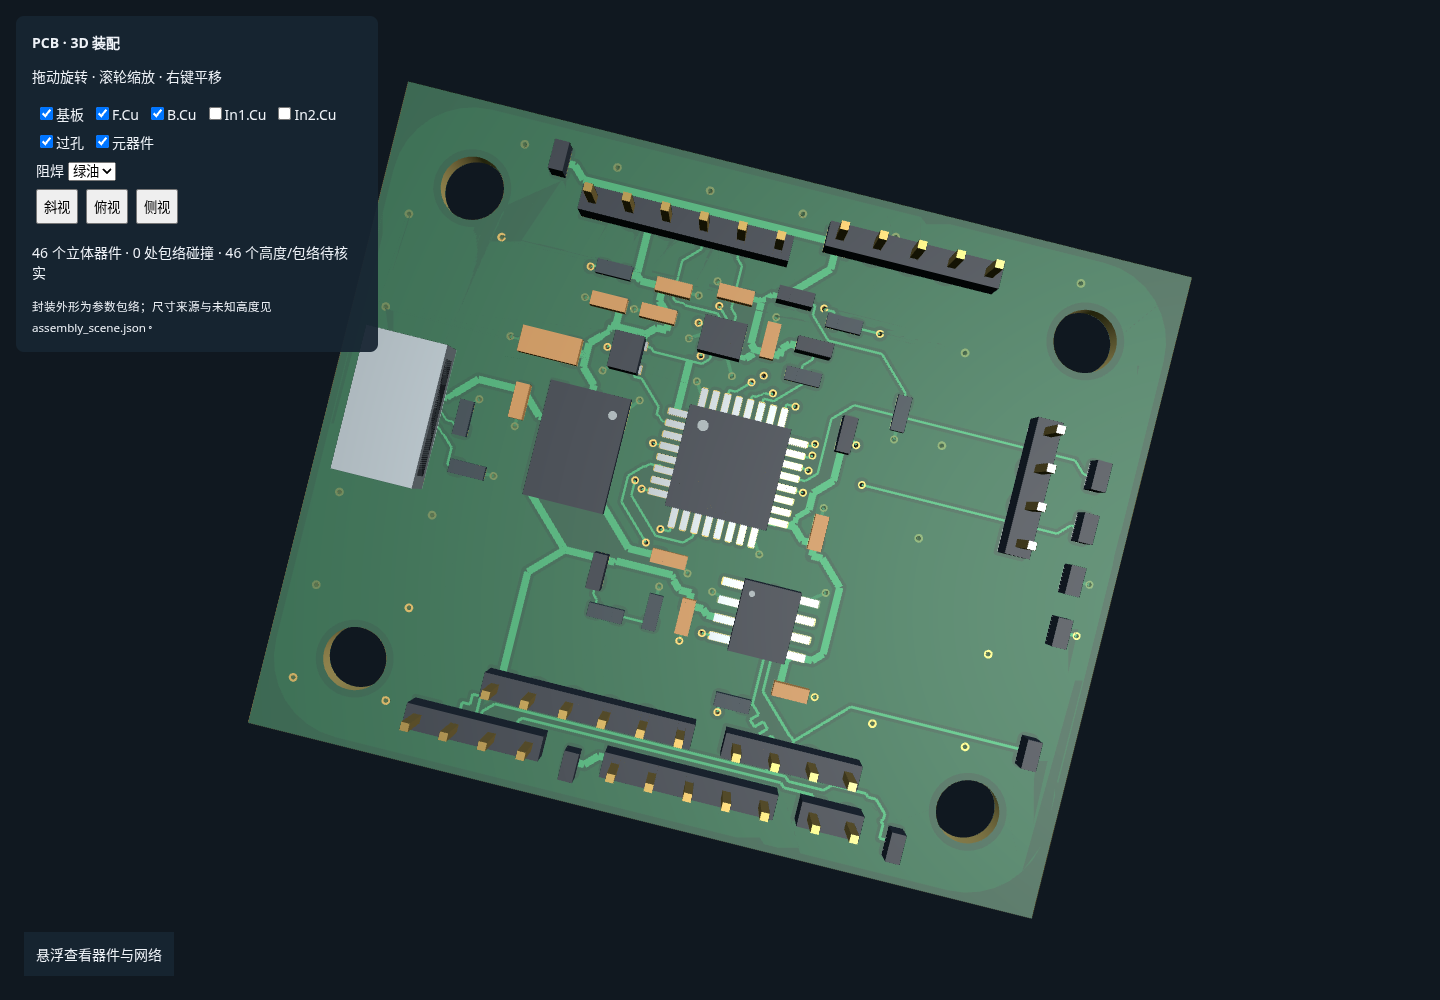 PCB · 3D 装配
拖动旋转 · 滚轮缩放 · 右键平移
基板 F.Cu B.Cu In1.Cu In2.Cu
过孔 元器件
阻焊 绿油
斜视 俯视 侧视
46 个立体器件 · 0 处包络碰撞 · 46 个高度/包络待核
实
封装外形为参数包络；尺寸来源与未知高度见
assembly_scene.json。
悬浮查看器件与网络